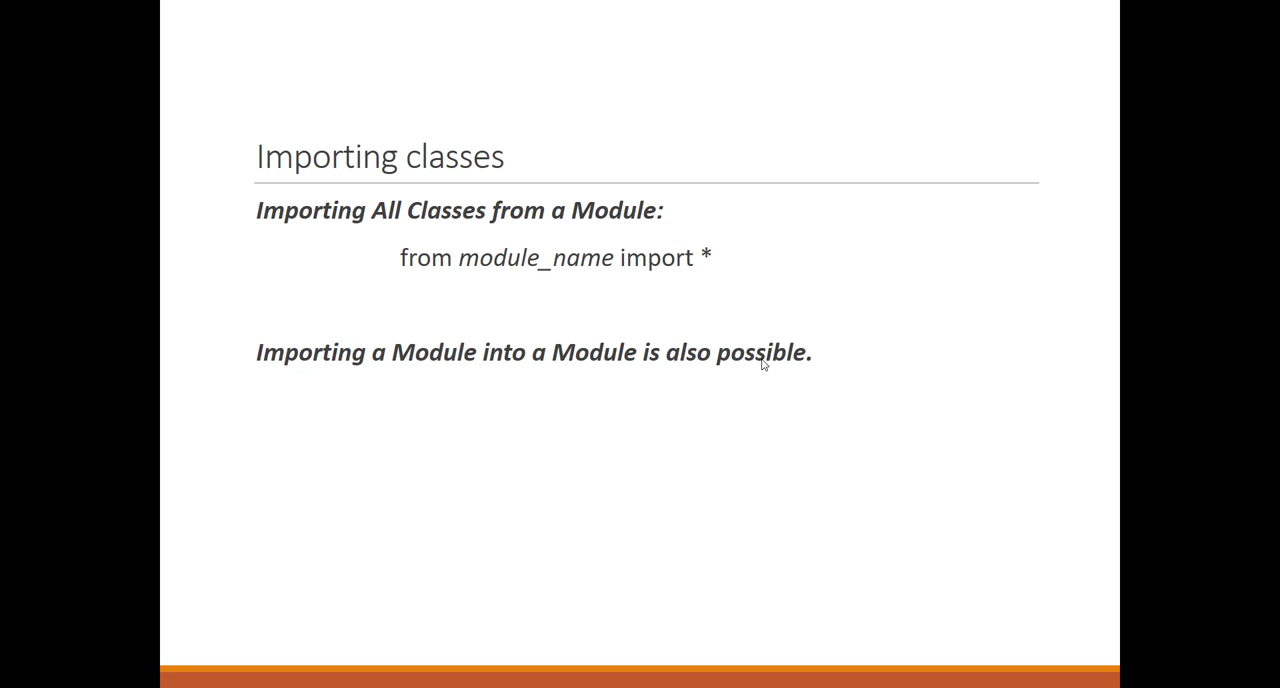 Importing classes
Importing All Classes from a Module:
from module_name import *
Importing a Module into a Module is also possible.